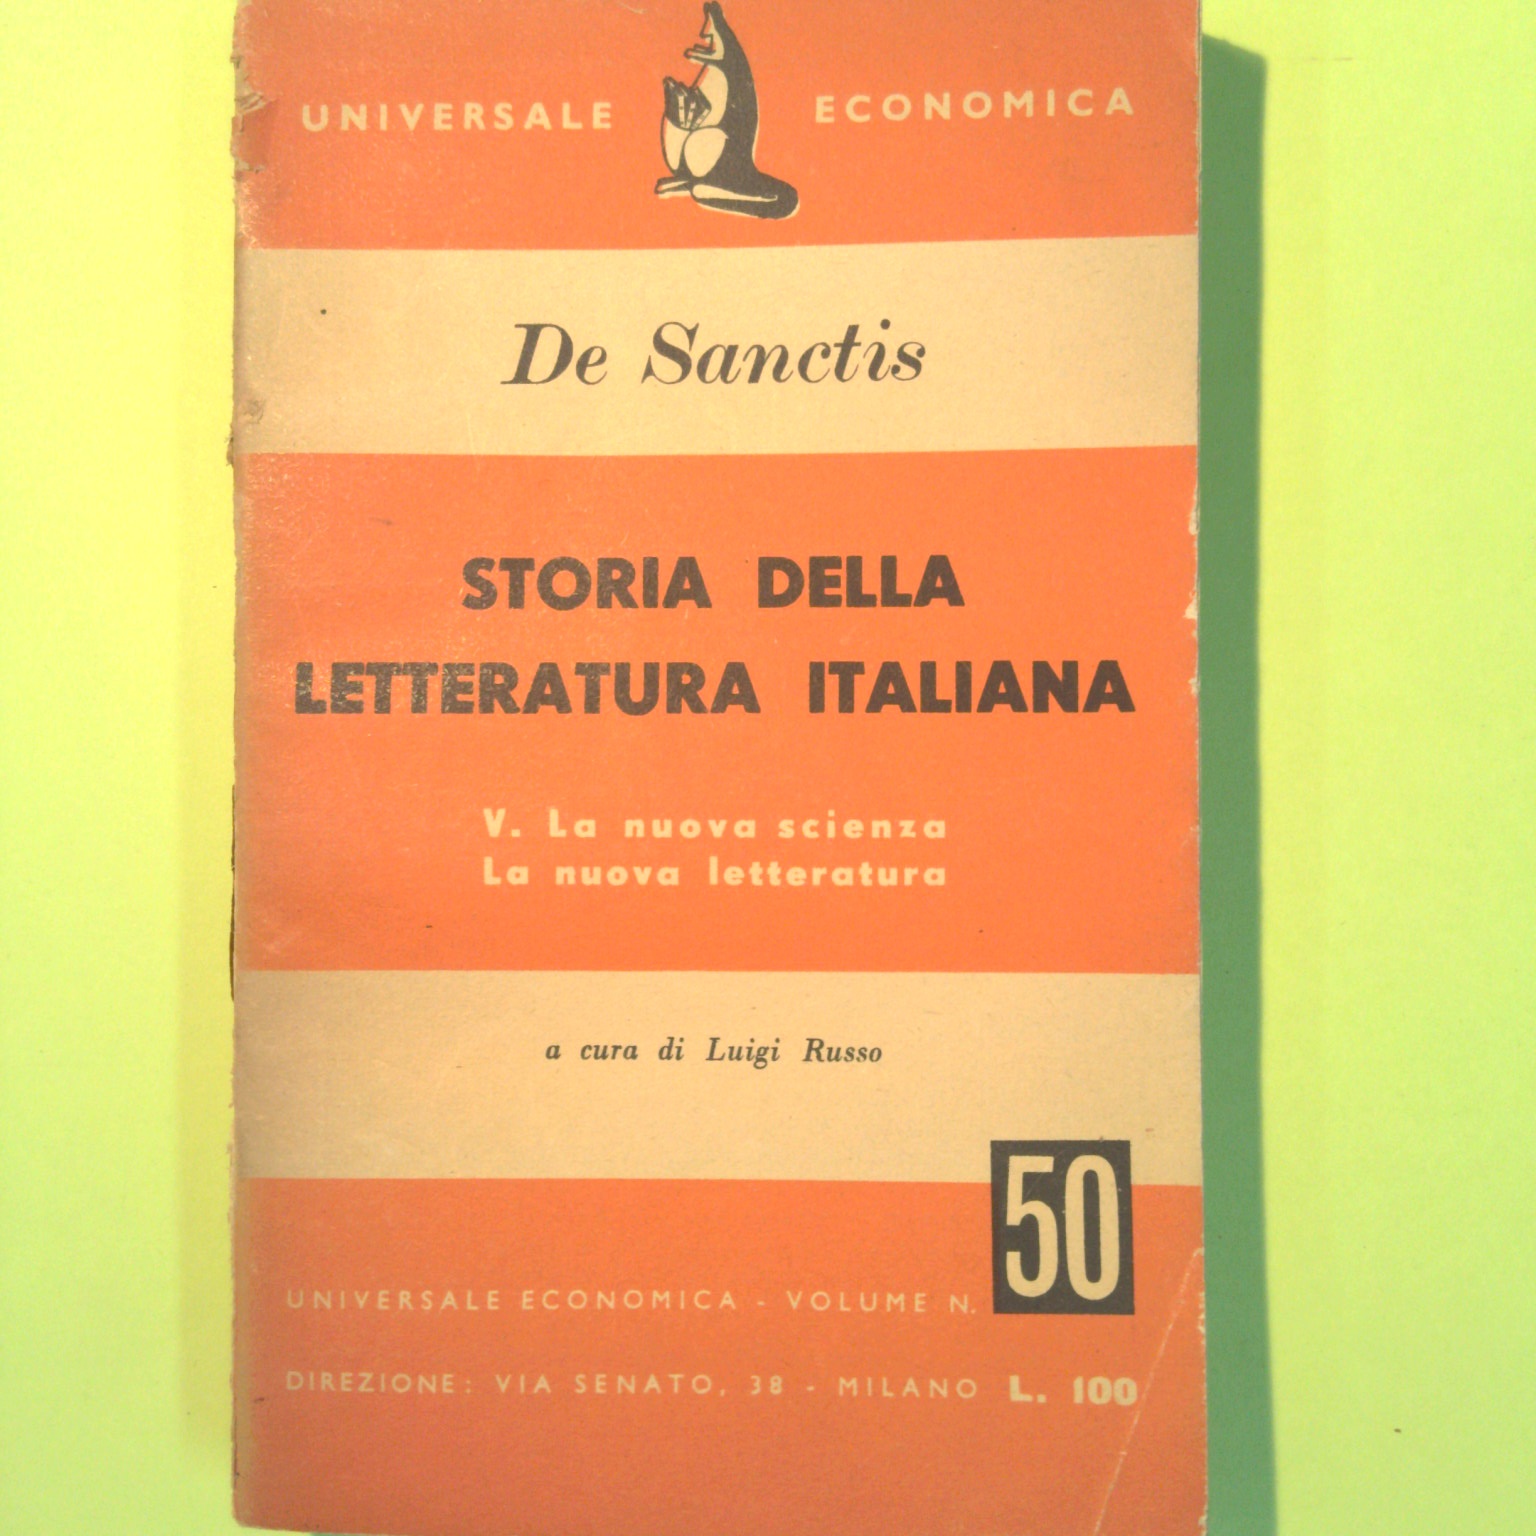 UNIVERSALE ECONOMICA
De Sanctis
STORIA DELLA
LETTERATURA ITALIANA
V. La nuova scienza
La nuova letteratura
a cura di Luigi Russo
50
UNIVERSALE ECONOMICA - VOLUME N.
DIREZIONE: VIA SENATO, 38 - MILANO L. 100